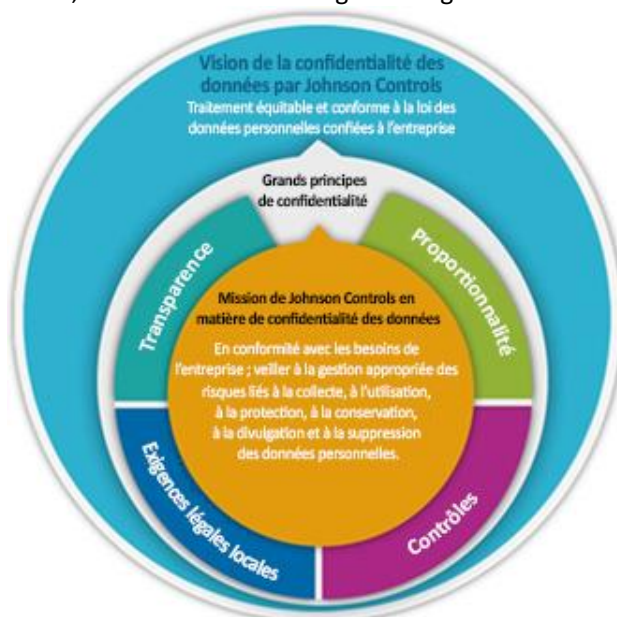 Vision de la confidentialité des
données par Johnson Controls
Traitement équitable et conforme à la loi des
données personnelles confiées à l'entreprise
Grands principes
de confidentialité
Transparence
Proportionnalité
Mission de Johnson Controls en
matière de confidentialité des données
En conformité avec les besoins de
l'entreprise ; veiller à la gestion appropriée des
risques liés à la collecte, à l'utilisation,
à la protection, à la conservation,
à la divulgation et à la suppression
des données personnelles.
Exigences légales locales
Contrôles